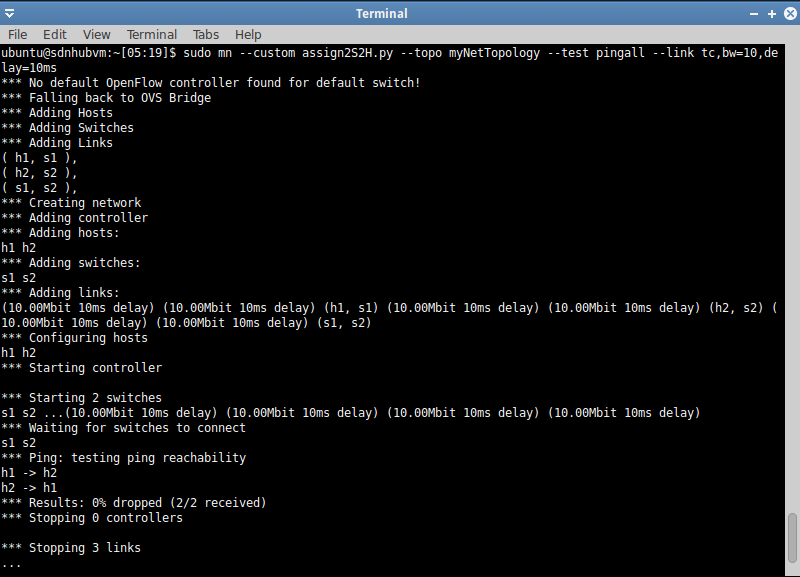 Terminal
File Edit View Terminal Tabs Help
ubuntu@sdnhubvm:~[05:19]$ sudo mn --custom assign2S2H.py --topo myNetTopology --test pingall --link tc,bw=10,de
lay=10ms
*** No default OpenFlow controller found for default switch!
*** Falling back to OVS Bridge
*** Adding Hosts
*** Adding Switches
*** Adding Links
( h1, s1 ),
( h2, s2 ),
( s1, s2 ),
*** Creating network
*** Adding controller
*** Adding hosts:
h1 h2
*** Adding switches:
s1 s2
*** Adding links:
(10.00Mbit 10ms delay) (10.00Mbit 10ms delay) (h1, s1) (10.00Mbit 10ms delay) (10.00Mbit 10ms delay) (h2, s2) (
10.00Mbit 10ms delay) (10.00Mbit 10ms delay) (s1, s2)
*** Configuring hosts
h1 h2
*** Starting controller
*** Starting 2 switches
s1 s2 ...(10.00Mbit 10ms delay) (10.00Mbit 10ms delay) (10.00Mbit 10ms delay) (10.00Mbit 10ms delay)
*** Waiting for switches to connect
s1 s2
*** Ping: testing ping reachability
h1 -> h2
h2 -> h1
*** Results: 0% dropped (2/2 received)
*** Stopping 0 controllers
*** Stopping 3 links
...